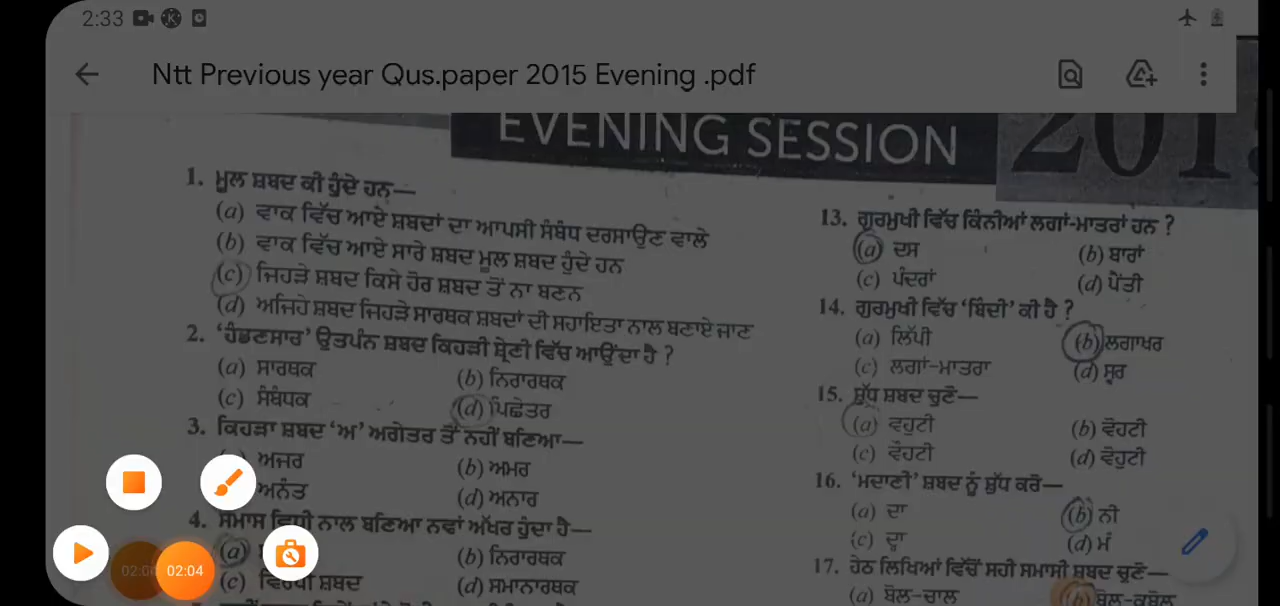 2:33
Ntt Previous year Qus.paper 2015 Evening .pdf
EVENING SESSION
201
1. ਮੂਲ ਸ਼ਬਦ ਕੀ ਹੁੰਦੇ ਹਨ—
(a) ਵਾਕ ਵਿੱਚ ਆਏ ਸ਼ਬਦਾਂ ਦਾ ਆਪਸੀ ਸੰਬੰਧ ਦਰਸਾਉਣ ਵਾਲੇ
(b) ਵਾਕ ਵਿੱਚ ਆਏ ਸਾਰੇ ਸ਼ਬਦ ਮੂਲ ਸ਼ਬਦ ਹੁੰਦੇ ਹਨ
(c) ਜਿਹੜੇ ਸ਼ਬਦ ਕਿਸੇ ਹੋਰ ਸ਼ਬਦ ਤੋਂ ਨਾ ਬਣਨ
(d) ਅਜਿਹੇ ਸ਼ਬਦ ਜਿਹੜੇ ਸਾਰਥਕ ਸ਼ਬਦਾਂ ਦੀ ਸਹਾਇਤਾ ਨਾਲ ਬਣਾਏ ਜਾਣ
2. ‘ਹੰਡਣਸਾਰ’ ਉਤਪੰਨ ਸ਼ਬਦ ਕਿਹੜੀ ਸ਼੍ਰੇਣੀ ਵਿੱਚ ਆਉਂਦਾ ਹੈ ?
(a) ਸਾਰਥਕ (b) ਨਿਰਾਰਥਕ
(c) ਸੰਬੰਧਕ (d) ਪਿਛੇਤਰ
3. ਕਿਹੜਾ ਸ਼ਬਦ ‘ਅ’ ਅਗੇਤਰ ਤੋਂ ਨਹੀਂ ਬਣਿਆ—
ਅਜਰ (b) ਅਮਰ
ਅਨੰਤ (d) ਅਨਾਰ
4. ਸਮਾਸ ਵਿਧੀ ਨਾਲ ਬਣਿਆ ਨਵਾਂ ਅੱਖਰ ਹੁੰਦਾ ਹੈ—
(a) (b) ਨਿਰਾਰਥਕ
(c) ਵਿਰੋਧੀ ਸ਼ਬਦ (d) ਸਮਾਨਾਰਥਕ
13. ਗੁਰਮੁਖੀ ਵਿੱਚ ਕਿੰਨੀਆਂ ਲਗਾਂ-ਮਾਤਰਾਂ ਹਨ ?
(a) ਦਸ (b) ਬਾਰਾਂ
(c) ਪੰਦਰਾਂ (d) ਪੈਂਤੀ
14. ਗੁਰਮੁਖੀ ਵਿੱਚ ‘ਬਿੰਦੀ’ ਕੀ ਹੈ ?
(a) ਲਿੱਪੀ (b) ਲਗਾਖਰ
(c) ਲਗਾਂ-ਮਾਤਰਾ (d) ਸੂਰ
15. ਸ਼ੁੱਧ ਸ਼ਬਦ ਚੁਣੋ—
(a) ਵਹੁਟੀ (b) ਵੋਹਟੀ
(c) ਵੌਹਟੀ (d) ਵੋਹੁਟੀ
16. ‘ਮਦਾਣੀ’ ਸ਼ਬਦ ਨੂੰ ਸ਼ੁੱਧ ਕਰੋ—
(a) ਦਾ (b) ਨੀ
(c) ਦ੍ਹਾ (d) ਮੰ
17. ਹੇਠ ਲਿਖਿਆਂ ਵਿੱਚੋਂ ਸਹੀ ਸਮਾਸੀ ਸ਼ਬਦ ਚੁਣੋ—
(a) ਬੋਲ-ਚਾਲ (b) ਬੋਲ-ਕਬੋਲ
02:04